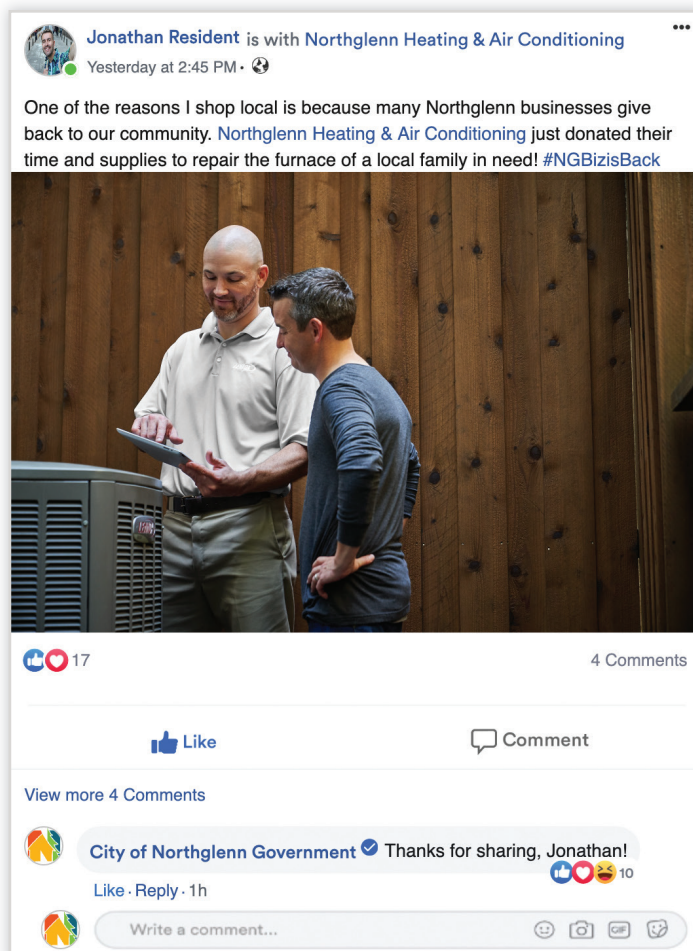 Jonathan Resident is with Northglenn Heating & Air Conditioning
Yesterday at 2:45 PM ·
One of the reasons I shop local is because many Northglenn businesses give
back to our community. Northglenn Heating & Air Conditioning just donated their
time and supplies to repair the furnace of a local family in need! #NGBizisBack
17
4 Comments
Like
Comment
View more 4 Comments
City of Northglenn Government Thanks for sharing, Jonathan!
10
Like · Reply · 1h
Write a comment...
GIF